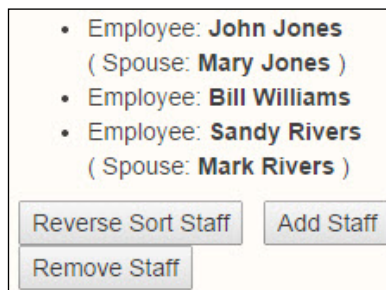 • Employee: John Jones
( Spouse: Mary Jones )
• Employee: Bill Williams
• Employee: Sandy Rivers
( Spouse: Mark Rivers )
Reverse Sort Staff Add Staff
Remove Staff